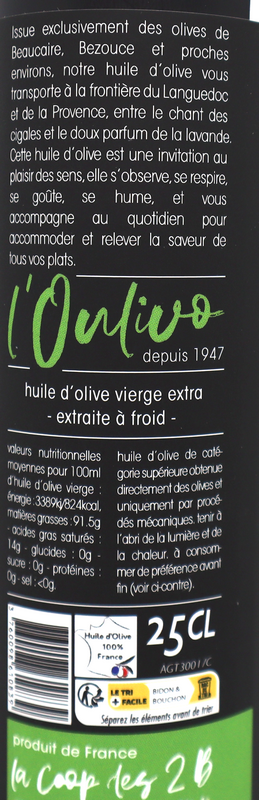 Issue exclusivement des olives de
Beaucaire, Bezouce et proches
environs, notre huile d'olive vous
transporte à la frontière du Languedoc
et de la Provence, entre le chant des
cigales et le doux parfum de la lavande.
Cette huile d'olive est une invitation au
plaisir des sens, elle s'observe, se respire,
se goûte, se hume, et vous
accompagne au quotidien pour
accommoder et relever la saveur de
tous vos plats.
l'Oulivo
depuis 1947
huile d'olive vierge extra
- extraite à froid -
valeurs nutritionnelles
moyennes pour 100ml
d'huile d'olive vierge :
énergie : 3389kj/824kcal,
matières grasses : 91.5g
- acides gras saturés :
14g - glucides : 0g -
sucre : 0g - protéines :
0g - sel : <0g.
huile d'olive de caté-
gorie supérieure obtenue
directement des olives et
uniquement par procé-
dés mécaniques. tenir à
l'abri de la lumière et de
la chaleur. à consom-
mer de préférence avant
fin (voir ci-contre).
Huile d'Olive
100%
France
25CL
AGT3001/C
LE TRI
+ FACILE
BIDON &
BOUCHON
Séparez les éléments avant de trier
produit de France
la Coop des 2 B